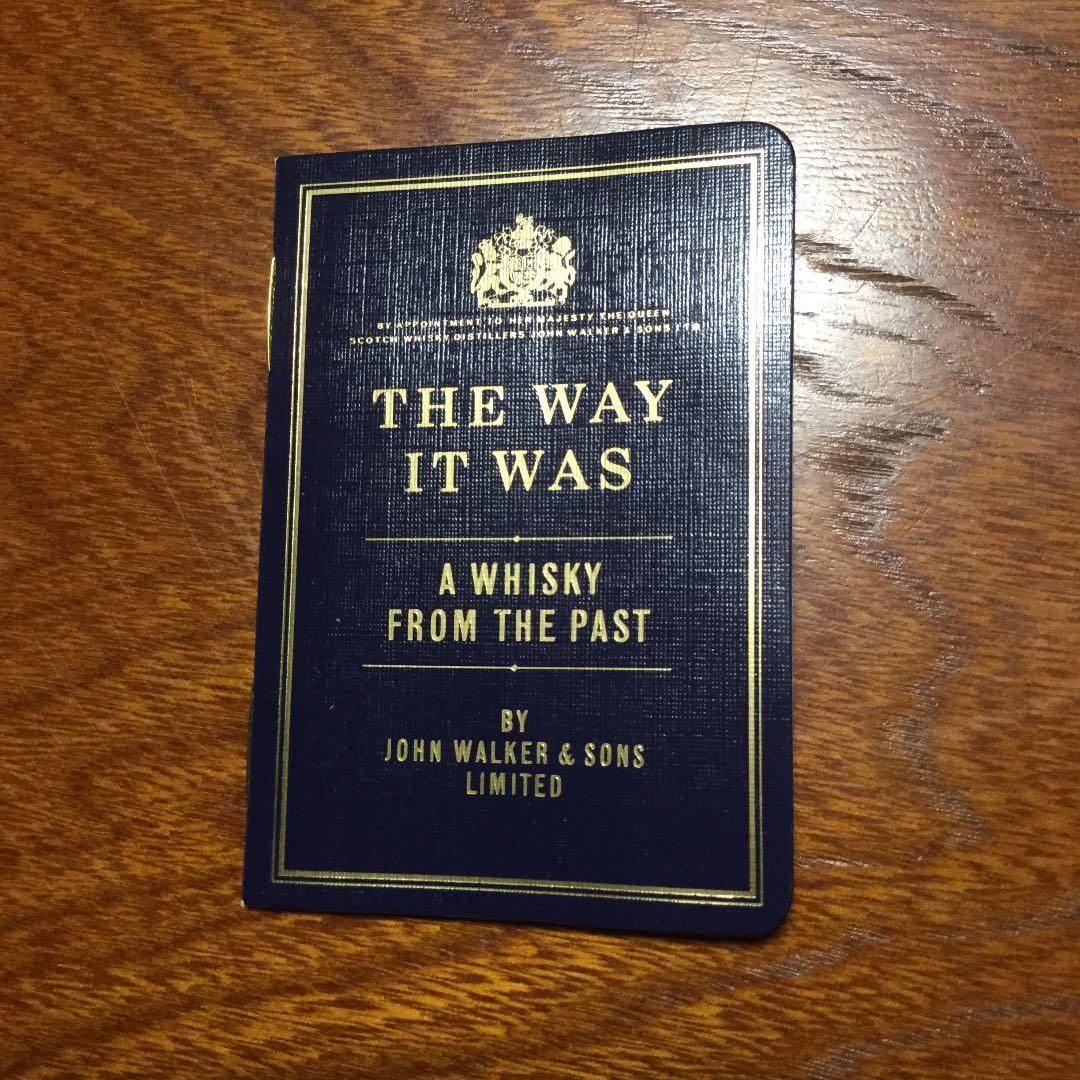 BY APPOINTMENT TO HER MAJESTY THE QUEEN
SCOTCH WHISKY DISTILLERS JOHN WALKER & SONS LTD
THE WAY
IT WAS
A WHISKY
FROM THE PAST
BY
JOHN WALKER & SONS
LIMITED